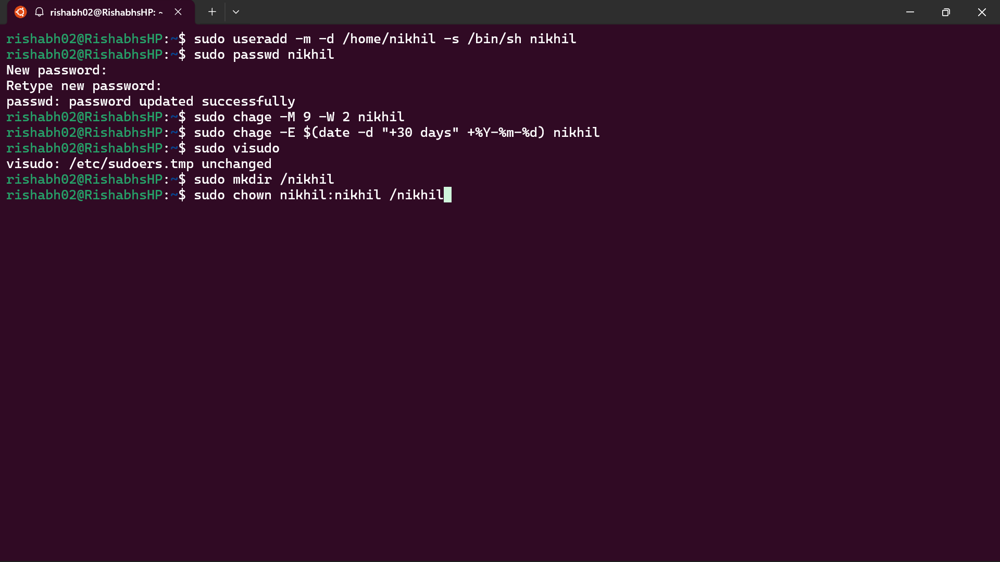 rishabh02@RishabhsHP: ~
rishabh02@RishabhsHP:~$ sudo useradd -m -d /home/nikhil -s /bin/sh nikhil
rishabh02@RishabhsHP:~$ sudo passwd nikhil
New password:
Retype new password:
passwd: password updated successfully
rishabh02@RishabhsHP:~$ sudo chage -M 9 -W 2 nikhil
rishabh02@RishabhsHP:~$ sudo chage -E $(date -d "+30 days" +%Y-%m-%d) nikhil
rishabh02@RishabhsHP:~$ sudo visudo
visudo: /etc/sudoers.tmp unchanged
rishabh02@RishabhsHP:~$ sudo mkdir /nikhil
rishabh02@RishabhsHP:~$ sudo chown nikhil:nikhil /nikhil